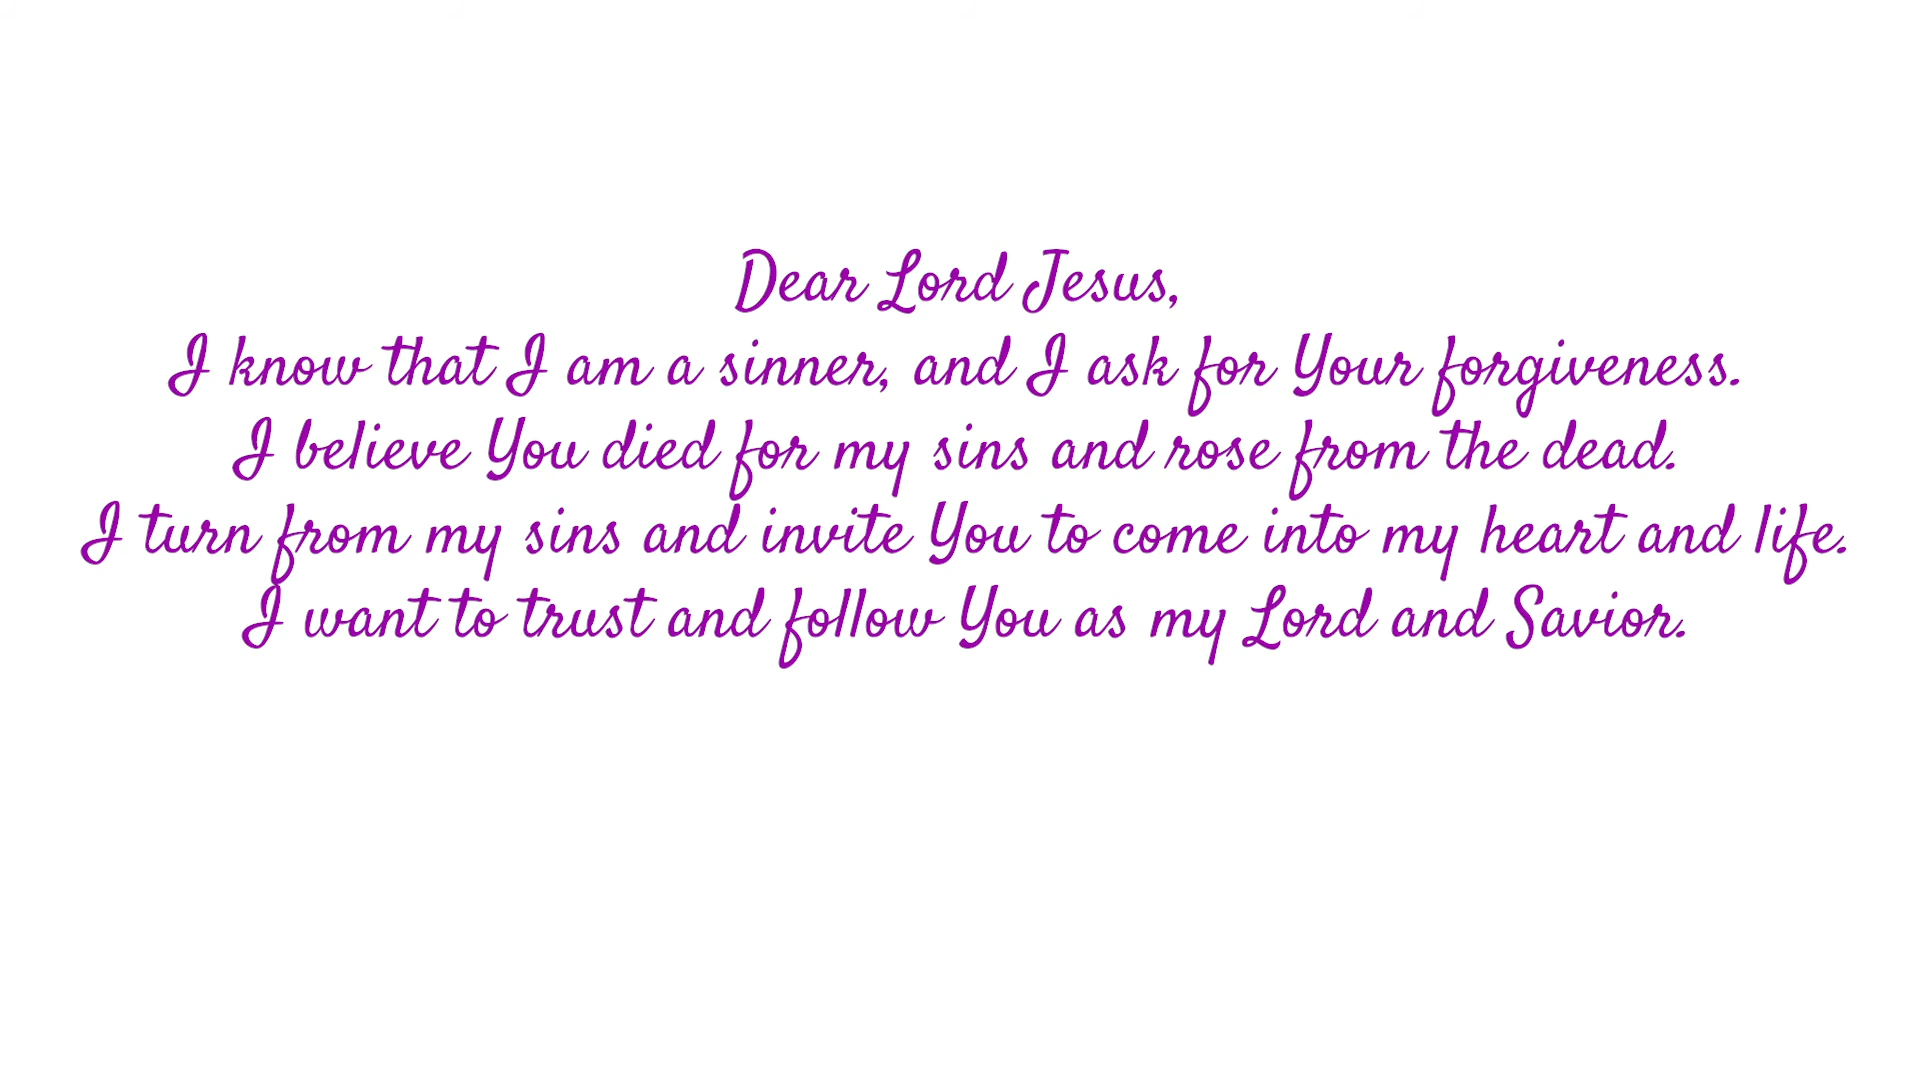 Dear Lord Jesus,
I know that I am a sinner, and I ask for Your forgiveness.
I believe You died for my sins and rose from the dead.
I turn from my sins and invite You to come into my heart and life.
I want to trust and follow You as my Lord and Savior.